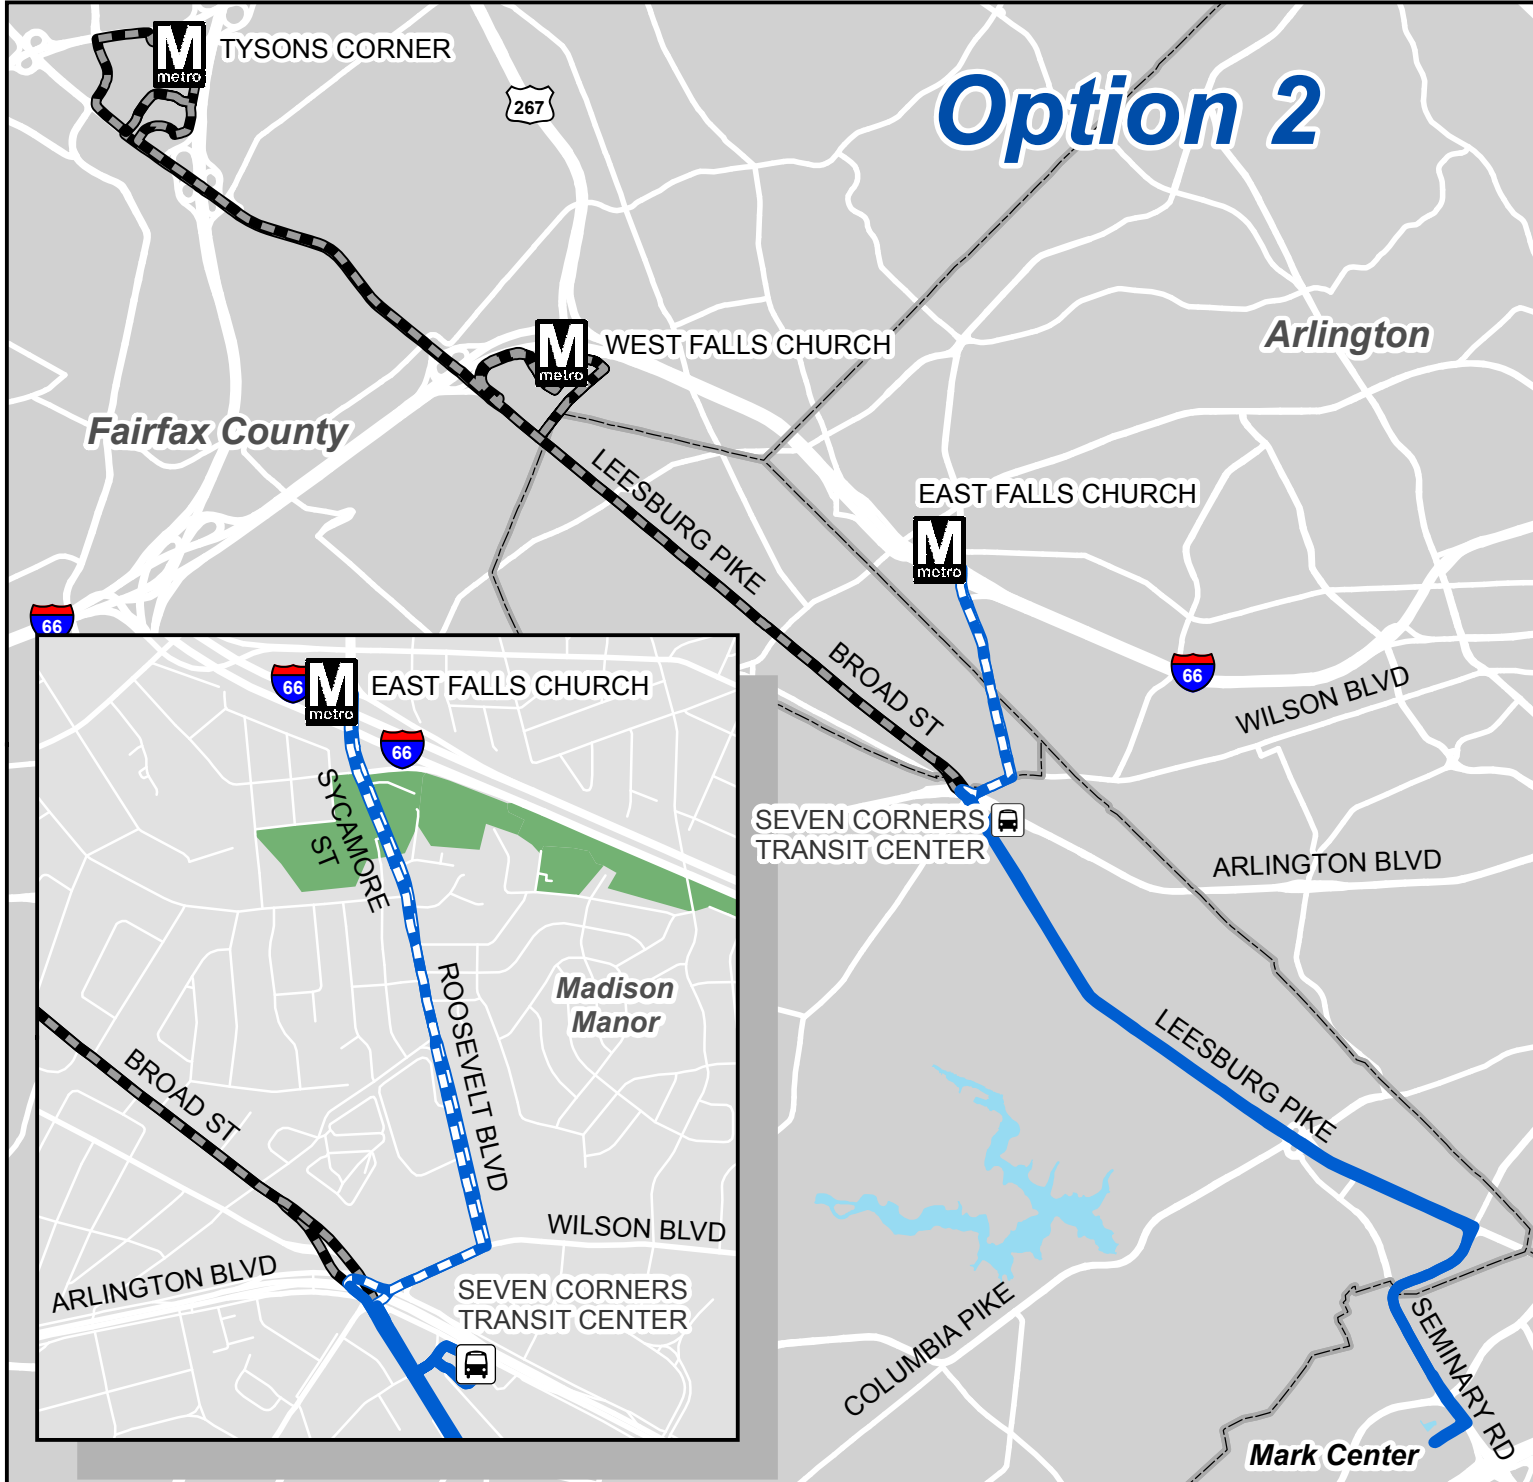 M
metro
TYSONS CORNER
267
Option 2
M
metro
WEST FALLS CHURCH
Arlington
Fairfax County
LEESBURG PIKE
EAST FALLS CHURCH
M
metro
66
BROAD ST
66
WILSON BLVD
SEVEN CORNERS
TRANSIT CENTER
ARLINGTON BLVD
LEESBURG PIKE
COLUMBIA PIKE
SEMINARY RD
Mark Center
66
M
metro
EAST FALLS CHURCH
66
SYCAMORE
ST
ROOSEVELT BLVD
Madison
Manor
BROAD ST
WILSON BLVD
ARLINGTON BLVD
SEVEN CORNERS
TRANSIT CENTER